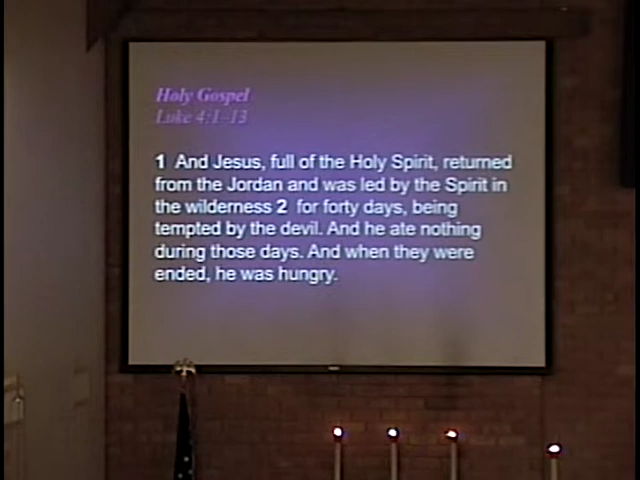 Holy Gospel
Luke 4:1-13
1 And Jesus, full of the Holy Spirit, returned
from the Jordan and was led by the Spirit in
the wilderness 2 for forty days, being
tempted by the devil. And he ate nothing
during those days. And when they were
ended, he was hungry.